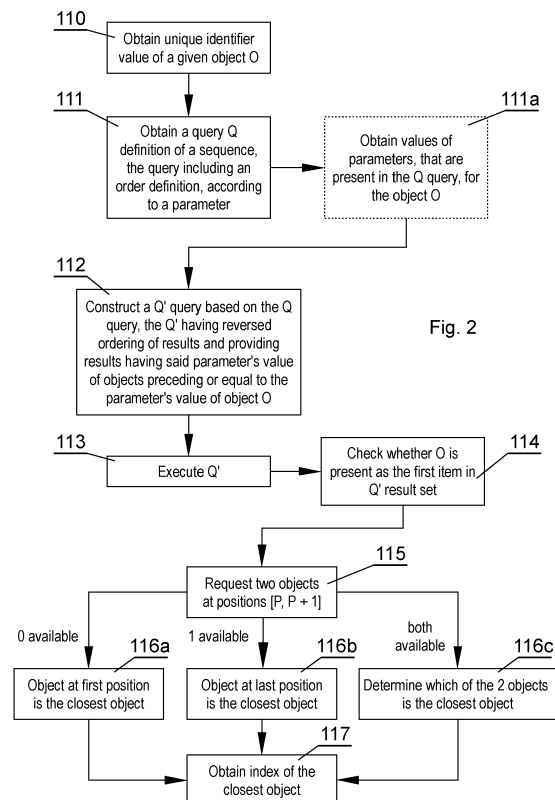 110
Obtain unique identifier
value of a given object O
111
Obtain a query Q
definition of a sequence,
the query including an
order definition, according
to a parameter
111a
Obtain values of
parameters, that are
present in the Q query, for
the object O
112
Construct a Q' query based on the Q
query, the Q' having reversed
ordering of results and providing
results having said parameter's value
of objects preceding or equal to the
parameter's value of object O
Fig. 2
113
Execute Q'
114
Check whether O is
present as the first item in
Q' result set
115
Request two objects
at positions [P, P + 1]
0 available
1 available
both
available
116a
Object at first position
is the closest object
116b
Object at last position
is the closest object
116c
Determine which of the 2 objects
is the closest object
117
Obtain index of the
closest object